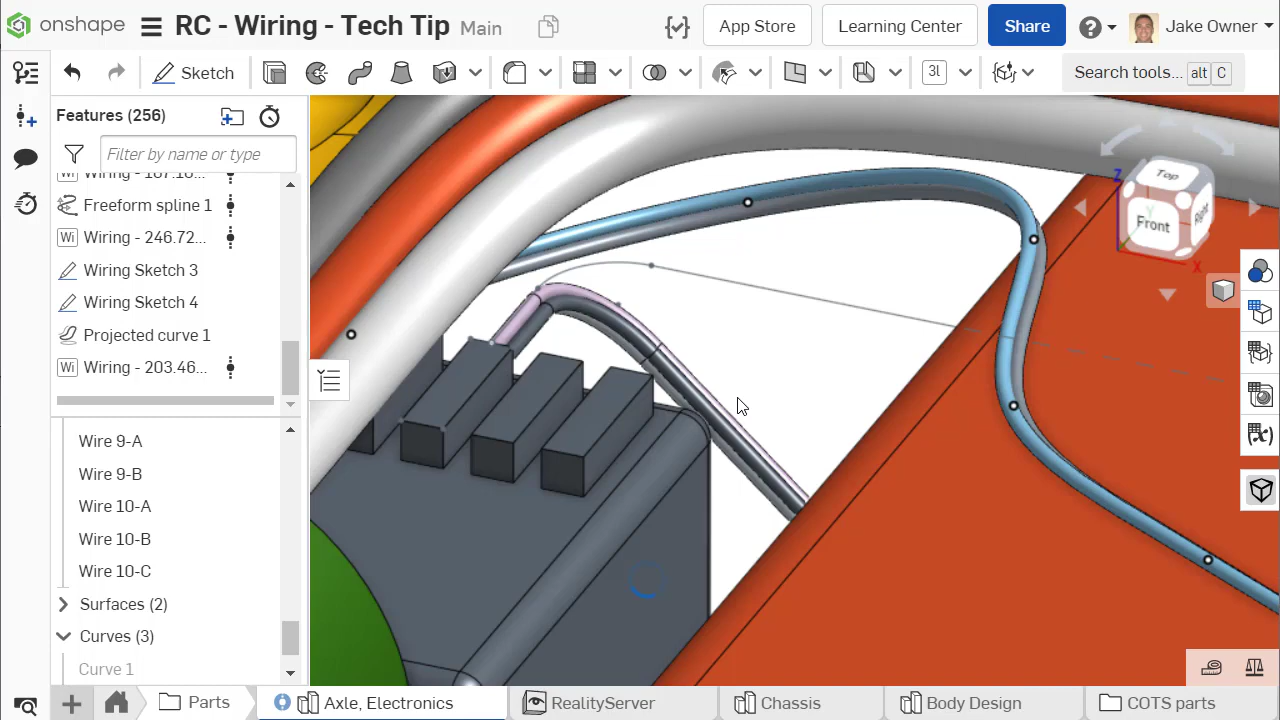 onshape
RC - Wiring - Tech Tip Main
App Store
Learning Center
Share
Jake Owner
Sketch
3l
Search tools... alt C
Features (256)
Filter by name or type
Freeform spline 1
Wi Wiring - 246.72...
Wiring Sketch 3
Wiring Sketch 4
Projected curve 1
Wi Wiring - 203.46...
Wire 9-A
Wire 9-B
Wire 10-A
Wire 10-B
Wire 10-C
Surfaces (2)
Curves (3)
Curve 1
Top
Z
Front
Right
Y
X
Parts
Axle, Electronics
RealityServer
Chassis
Body Design
COTS parts